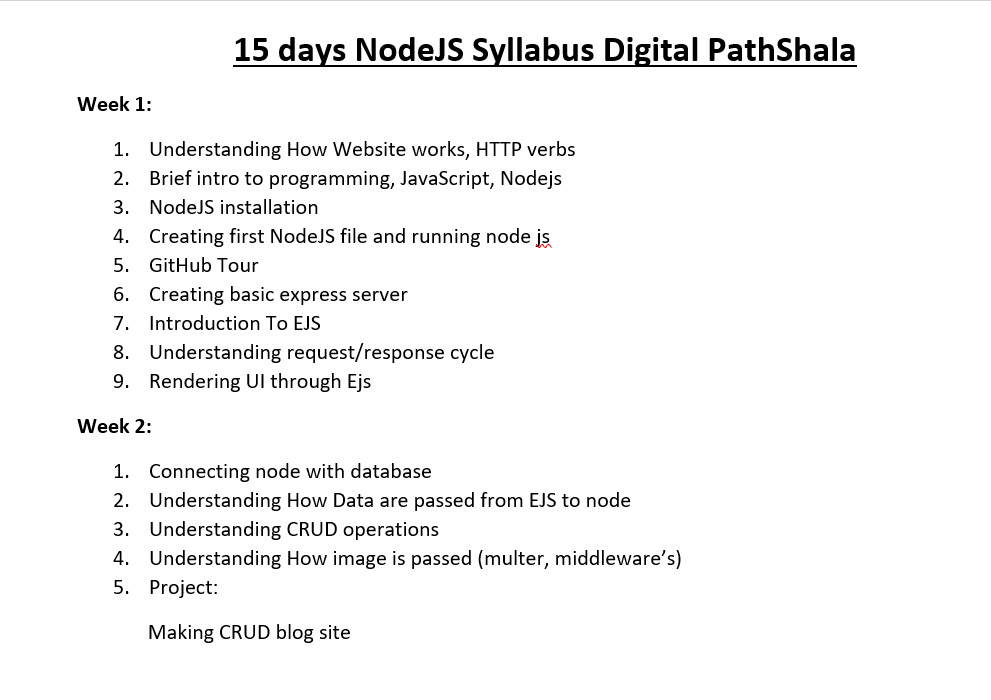 15 days NodeJS Syllabus Digital PathShala
Week 1:
1. Understanding How Website works, HTTP verbs
2. Brief intro to programming, JavaScript, Nodejs
3. NodeJS installation
4. Creating first NodeJS file and running node js
5. GitHub Tour
6. Creating basic express server
7. Introduction To EJS
8. Understanding request/response cycle
9. Rendering UI through Ejs
Week 2:
1. Connecting node with database
2. Understanding How Data are passed from EJS to node
3. Understanding CRUD operations
4. Understanding How image is passed (multer, middleware’s)
5. Project:
Making CRUD blog site